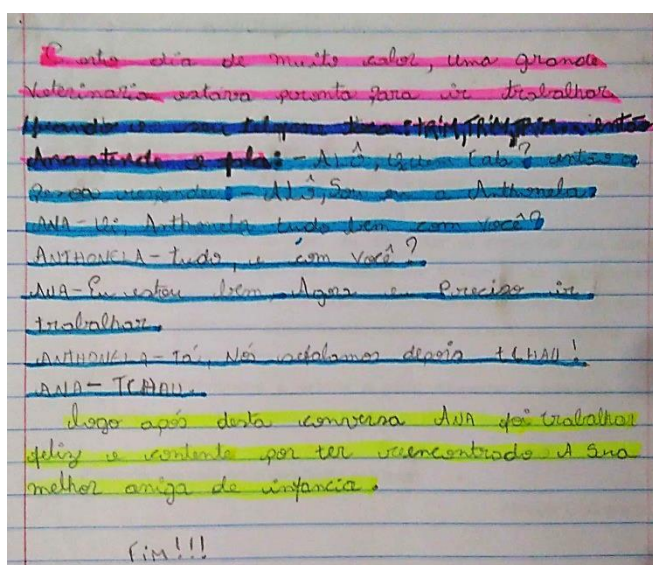 Certo dia de muito calor, uma grande
veterinaria estava pronta para ir trabalhar
Quando o seu telefone toca: TRIM, TRIM, TRIM então
Ana atende e fala: - ALÔ, Quem fala? então a
pessoa responde: - ALÔ, Sou eu a Anthonela
ANA - Oi Anthonela tudo bem com você?
ANTHONELA - tudo, e com você?
ANA - Eu estou bem, Agora eu Preciso ir
trabalhar.
ANTHONELA - Tá, Nós falamos depois tCHAU!
ANA - TCHAU.
Logo após desta conversa ANA foi trabalhar
feliz e contente por ter reencontrado A Sua
melhor amiga de infancia.
FIM!!!